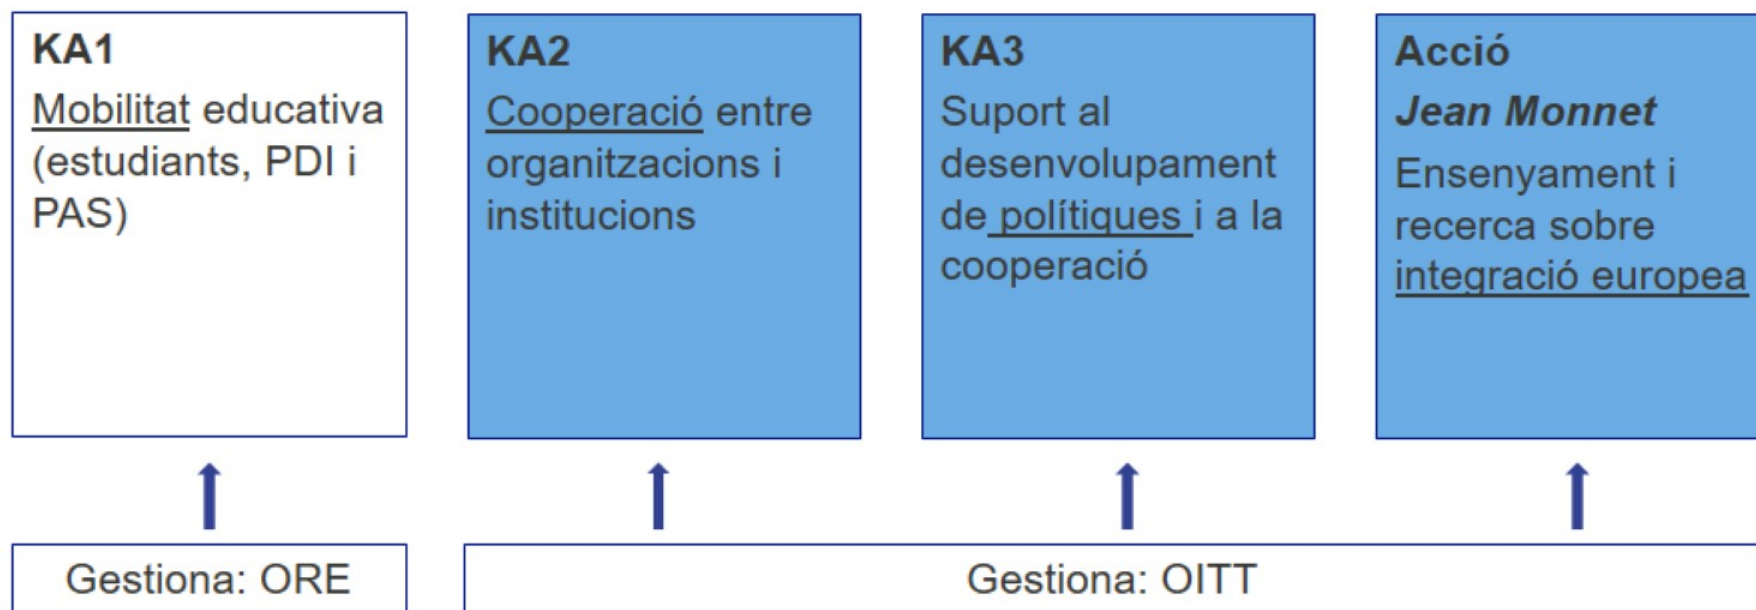 KA1
Mobilitat educativa
(estudiants, PDI i
PAS)
KA2
Cooperació entre
organitzacions i
institucions
KA3
Suport al
desenvolupament
de polítiques i a la
cooperació
Acció
Jean Monnet
Ensenyament i
recerca sobre
integració europea
Gestiona: ORE
Gestiona: OITT